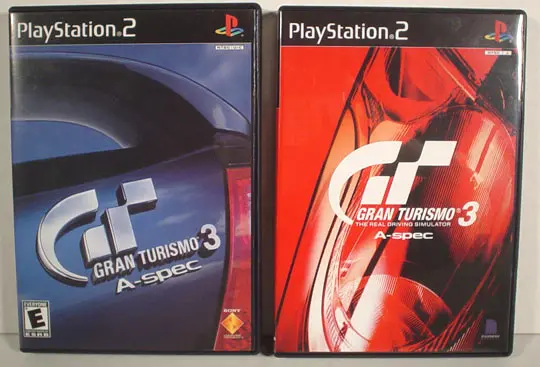 PlayStation®2
NTSC U/C
GRAN TURISMO® 3
A-spec
EVERYONE
E
ESRB
SONY
PlayStation®2
GRAN TURISMO® 3
THE REAL DRIVING SIMULATOR
A-spec